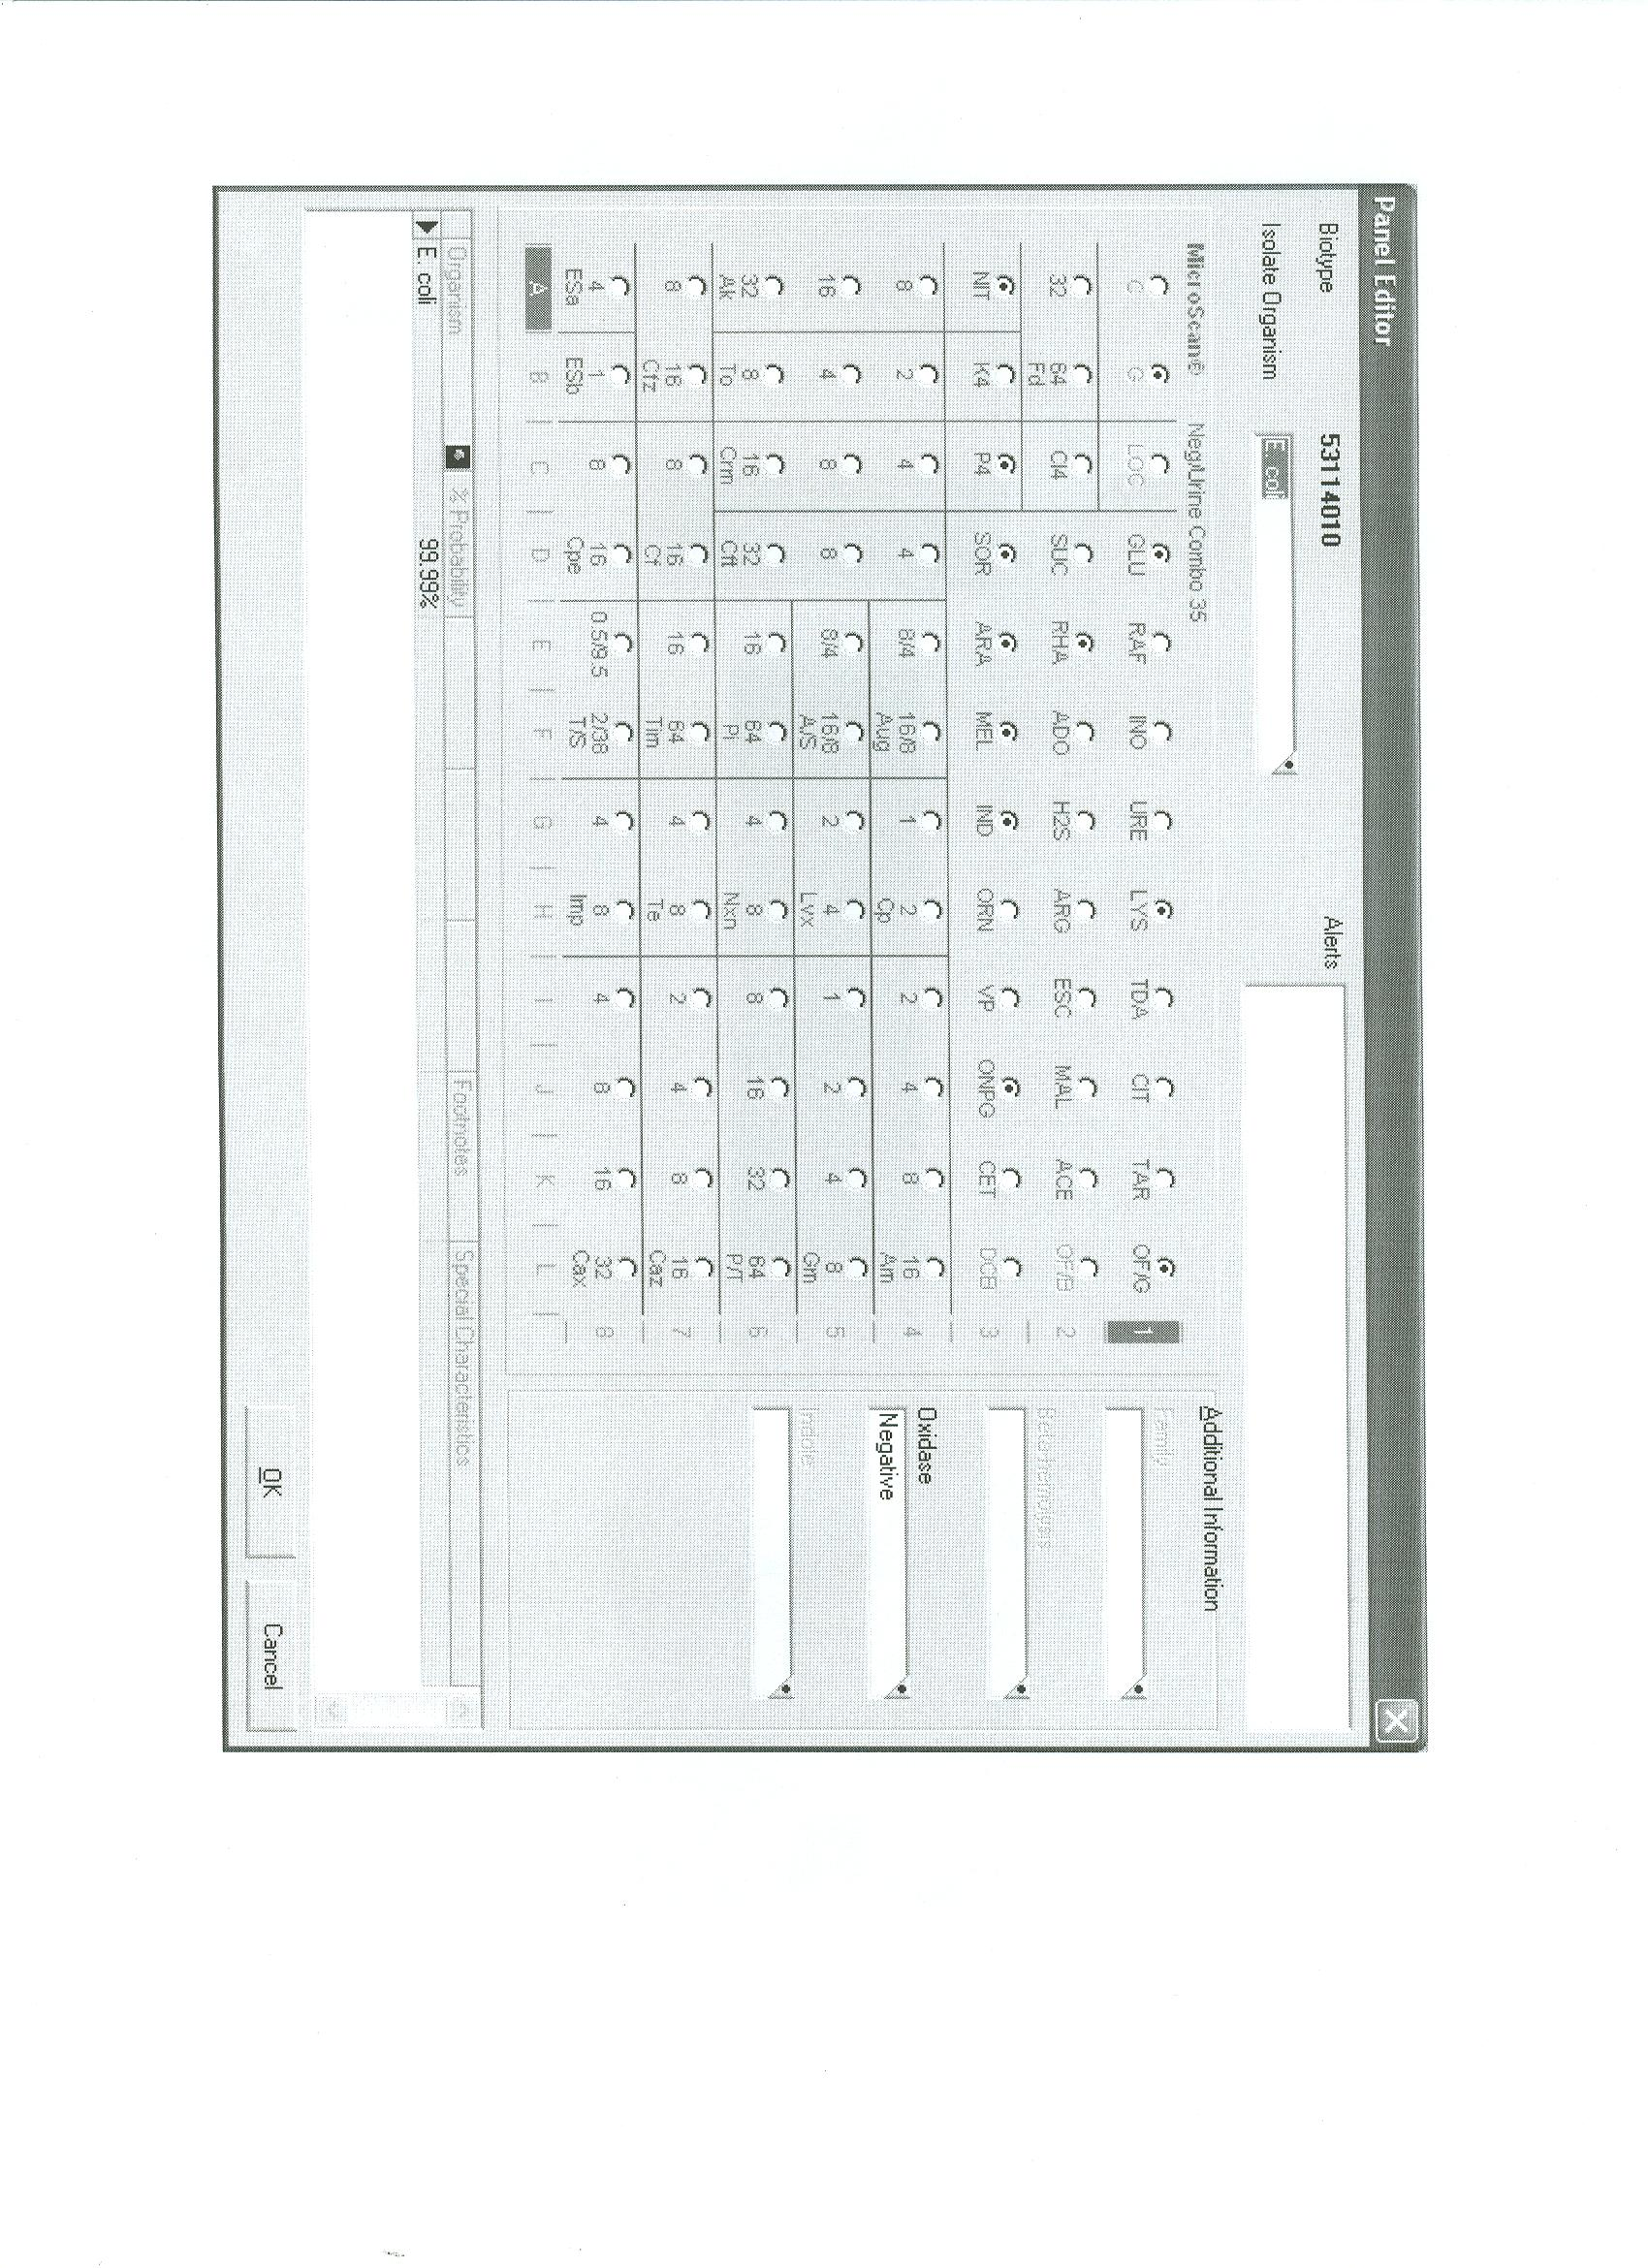 Panel Editor
Biotype 53114010 Alerts
Isolate Organism E. coli
MicroScan® Neg/Urine Combo 35
C G LOC GLU RAF INO URE LYS TDA CIT TAR OF/G 1
32 64 Cl4 SUC RHA ADO H2S ARG ESC MAL ACE OF/B 2
Fd
NIT K4 P4 SOR ARA MEL IND ORN VP ONPG CET DCB 3
8 2 4 4 8/4 16/8 1 2 2 4 8 16 4
Aug Cp Am
16 4 8 8 8/4 16/8 2 4 1 2 4 8 5
A/S Lvx Gm
32 8 16 32 16 64 4 8 8 16 32 64 6
Ak To Crm Cft Pi Nxn P/T
8 16 8 16 16 64 4 8 2 4 8 16 7
Cfz Cf Tim Te Caz
4 1 8 16 0.5/9.5 2/38 4 8 4 8 16 32 8
ESa ESb Cpe T/S Imp Cax
A B C D E F G H I J K L
Additional Information
Family
Beta-hemolysis
Oxidase
Negative
Indole
Organism % Probability Footnotes Special Characteristics
E. coli 99.99%
OK Cancel